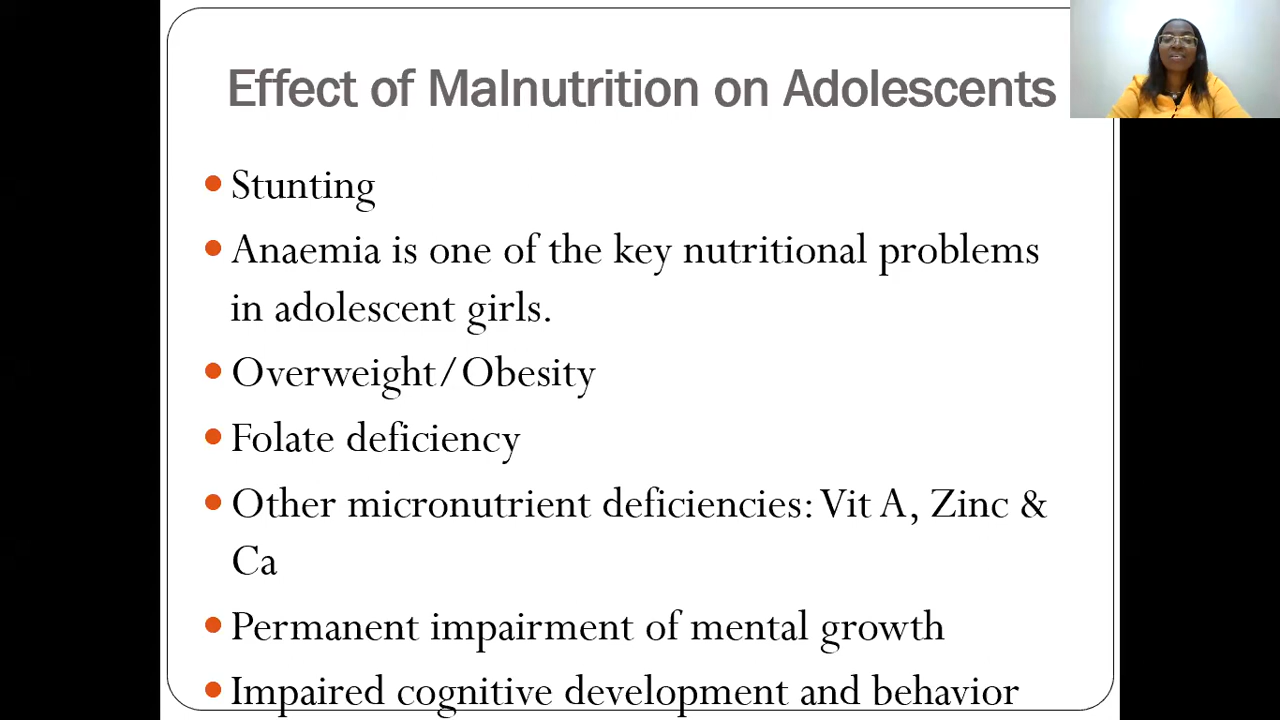 Effect of Malnutrition on Adolescents
• Stunting
• Anaemia is one of the key nutritional problems
in adolescent girls.
• Overweight/Obesity
• Folate deficiency
• Other micronutrient deficiencies: Vit A, Zinc &
Ca
• Permanent impairment of mental growth
• Impaired cognitive development and behavior